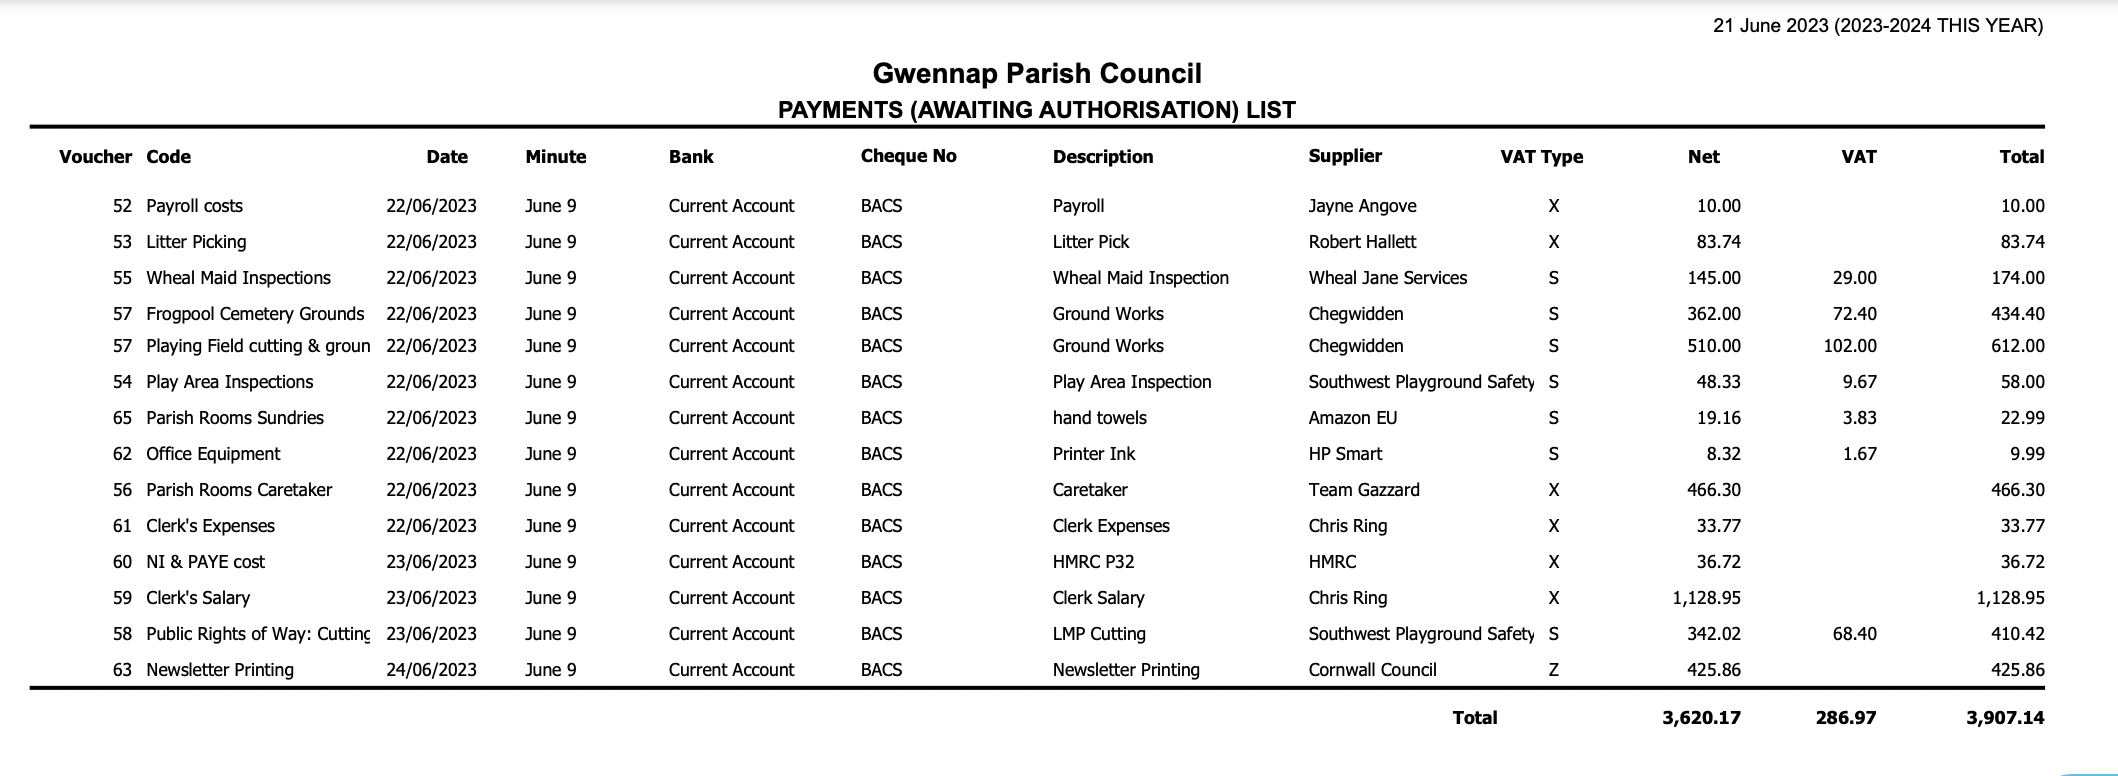 21 June 2023 (2023-2024 THIS YEAR)
Gwennap Parish Council
PAYMENTS (AWAITING AUTHORISATION) LIST
Voucher Code Date Minute Bank Cheque No Description Supplier VAT Type Net VAT Total
52 Payroll costs 22/06/2023 June 9 Current Account BACS Payroll Jayne Angove X 10.00 10.00
53 Litter Picking 22/06/2023 June 9 Current Account BACS Litter Pick Robert Hallett X 83.74 83.74
55 Wheal Maid Inspections 22/06/2023 June 9 Current Account BACS Wheal Maid Inspection Wheal Jane Services S 145.00 29.00 174.00
57 Frogpool Cemetery Grounds 22/06/2023 June 9 Current Account BACS Ground Works Chegwidden S 362.00 72.40 434.40
57 Playing Field cutting & groun 22/06/2023 June 9 Current Account BACS Ground Works Chegwidden S 510.00 102.00 612.00
54 Play Area Inspections 22/06/2023 June 9 Current Account BACS Play Area Inspection Southwest Playground Safety S 48.33 9.67 58.00
65 Parish Rooms Sundries 22/06/2023 June 9 Current Account BACS hand towels Amazon EU S 19.16 3.83 22.99
62 Office Equipment 22/06/2023 June 9 Current Account BACS Printer Ink HP Smart S 8.32 1.67 9.99
56 Parish Rooms Caretaker 22/06/2023 June 9 Current Account BACS Caretaker Team Gazzard X 466.30 466.30
61 Clerk's Expenses 22/06/2023 June 9 Current Account BACS Clerk Expenses Chris Ring X 33.77 33.77
60 NI & PAYE cost 23/06/2023 June 9 Current Account BACS HMRC P32 HMRC X 36.72 36.72
59 Clerk's Salary 23/06/2023 June 9 Current Account BACS Clerk Salary Chris Ring X 1,128.95 1,128.95
58 Public Rights of Way: Cutting 23/06/2023 June 9 Current Account BACS LMP Cutting Southwest Playground Safety S 342.02 68.40 410.42
63 Newsletter Printing 24/06/2023 June 9 Current Account BACS Newsletter Printing Cornwall Council Z 425.86 425.86
Total 3,620.17 286.97 3,907.14